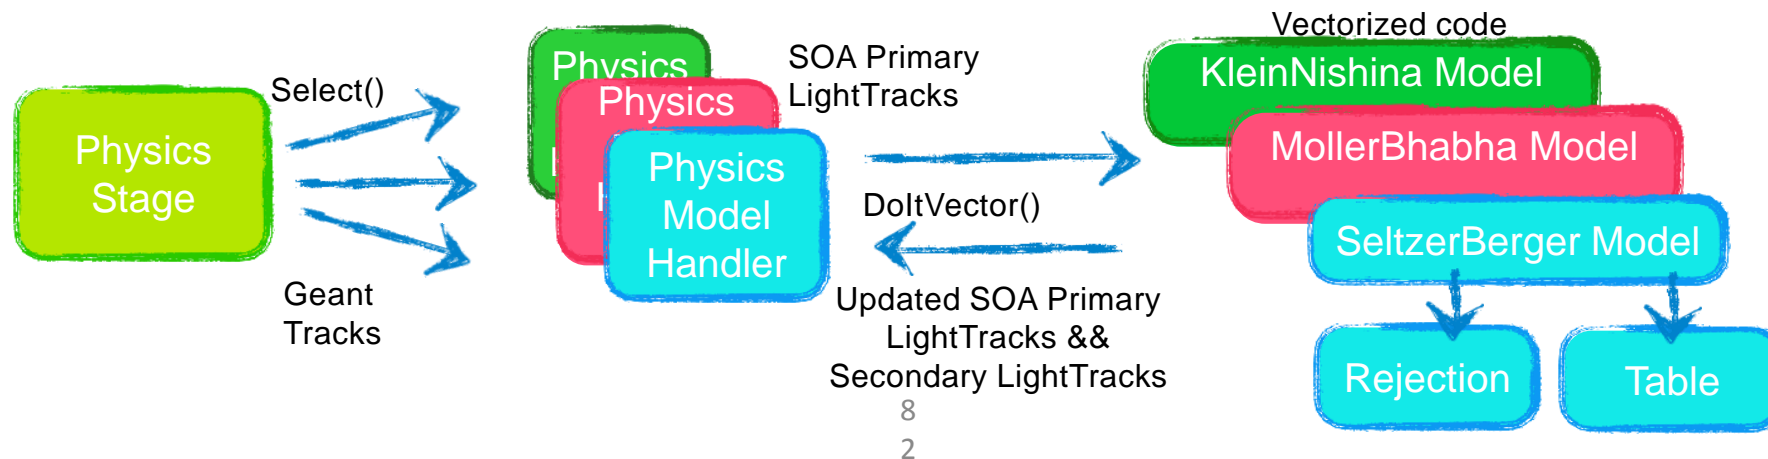 Physics
Stage
Select()
Geant
Tracks
Physics
Physics
Physics
Model
Handler
SOA Primary
LightTracks
DoItVector()
Updated SOA Primary
LightTracks &&
Secondary LightTracks
8
2
Vectorized code
KleinNishina Model
MollerBhabha Model
SeltzerBerger Model
Rejection
Table